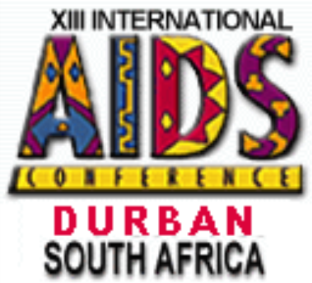 XIII INTERNATIONAL
AIDS
CONFERENCE
DURBAN
SOUTH AFRICA